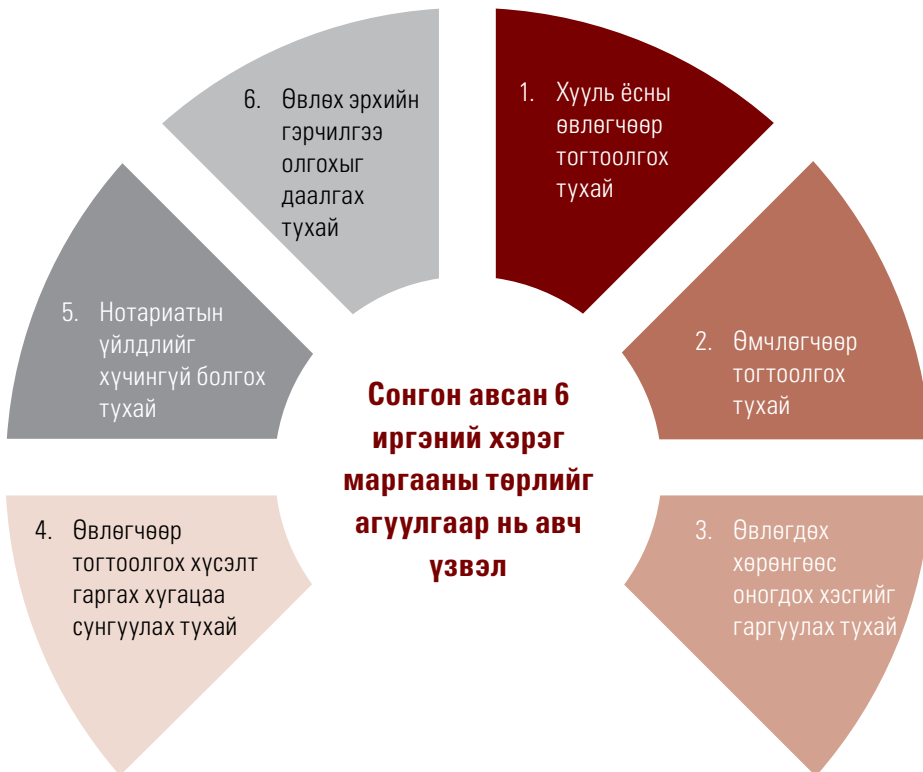 1. Хууль ёсны
өвлөгчөөр
тогтоолгох
тухай
2. Өмчлөгчөөр
тогтоолгох
тухай
3. Өвлөгдөх
хөрөнгөөс
оногдох хэсгийг
гаргуулах тухай
4. Өвлөгчөөр
тогтоолгох хүсэлт
гаргах хугацаа
сунгуулах тухай
5. Нотариатын
үйлдлийг
хүчингүй болгох
тухай
6. Өвлөх эрхийн
гэрчилгээ
олгохыг
даалгах
тухай
Сонгон авсан 6
иргэний хэрэг
маргааны төрлийг
агуулгаар нь авч
үзвэл